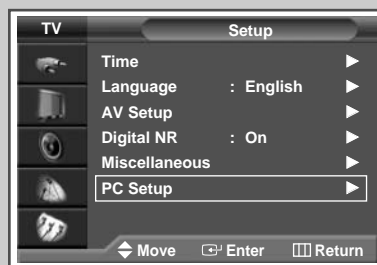 TV
Setup
Time
Language : English
AV Setup
Digital NR : On
Miscellaneous
PC Setup
Move Enter Return